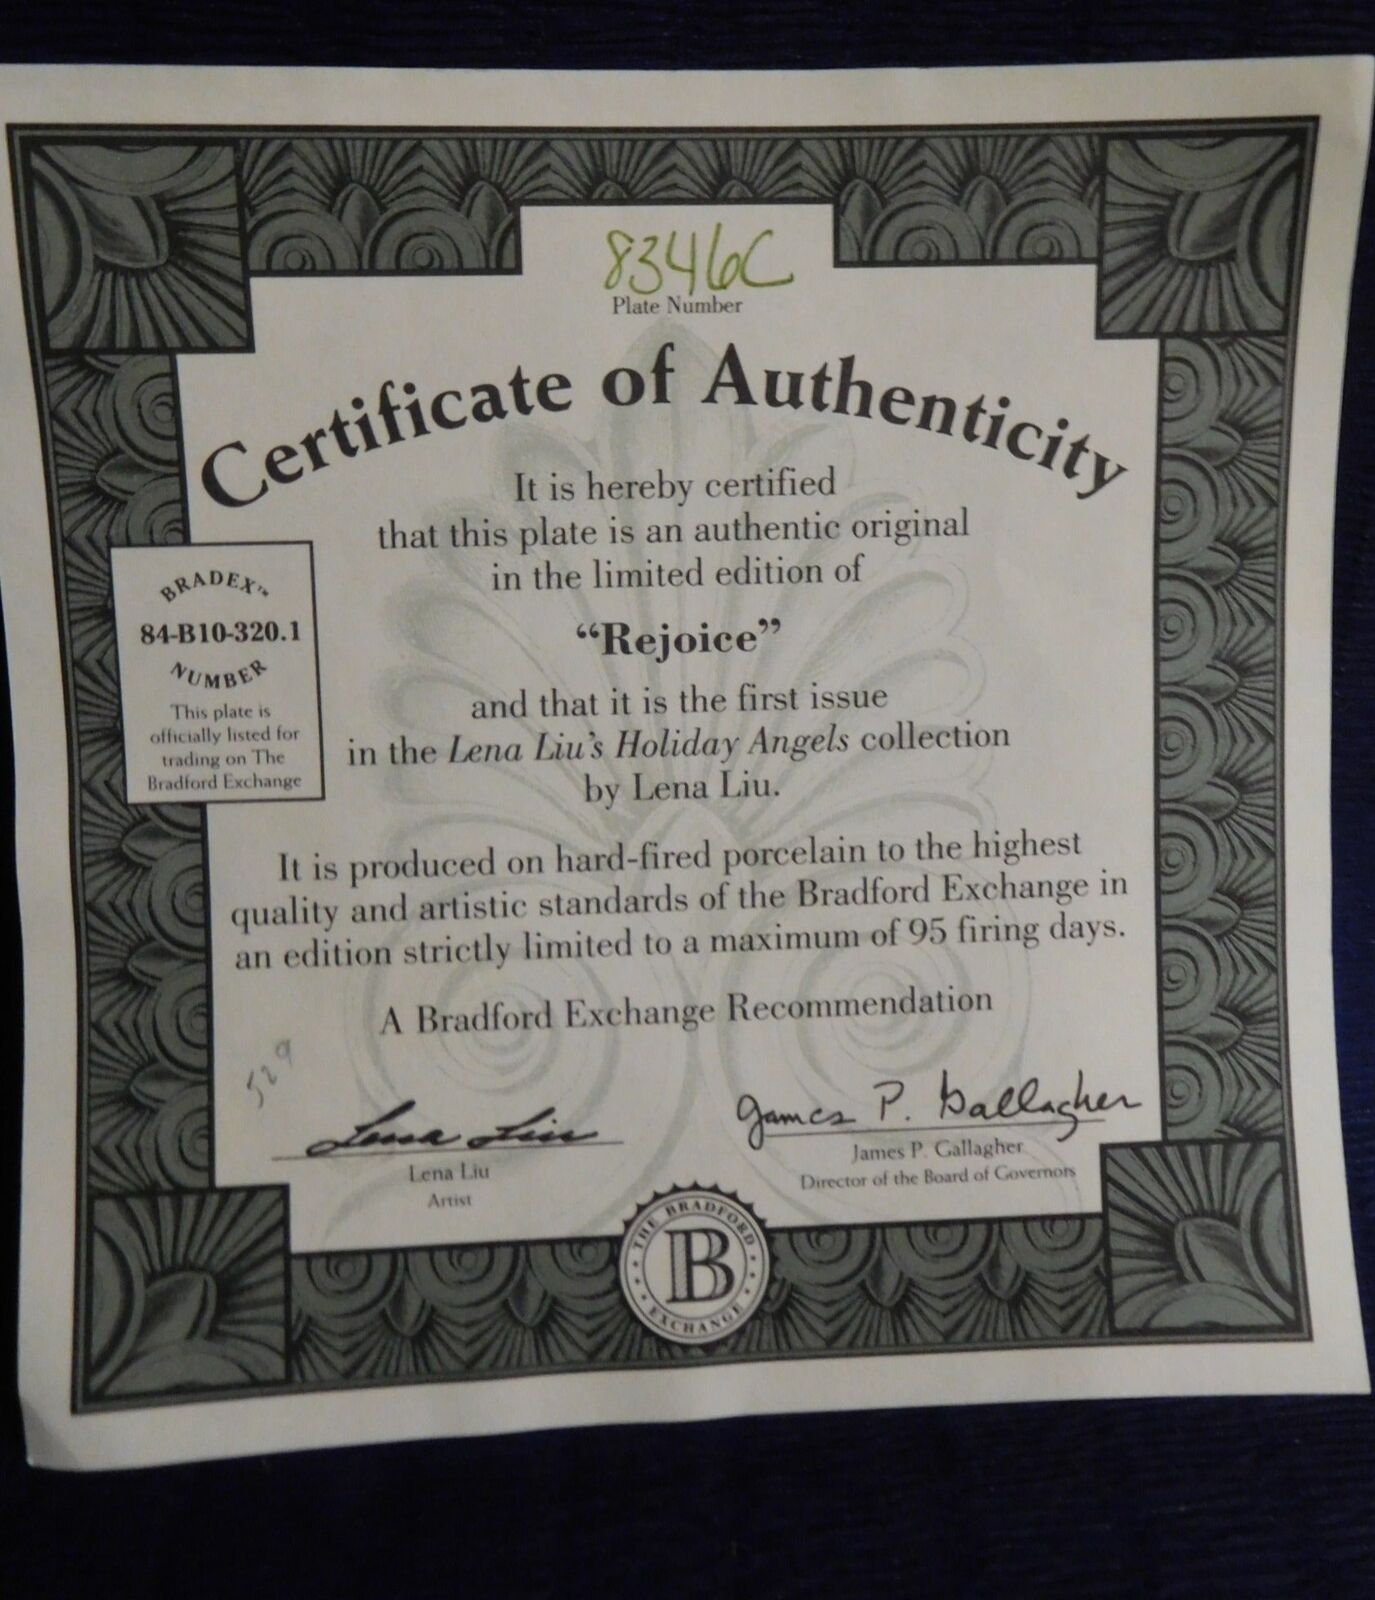 8346C
Plate Number
Certificate of Authenticity
It is hereby certified
that this plate is an authentic original
in the limited edition of
“Rejoice”
and that it is the first issue
in the Lena Liu's Holiday Angels collection
by Lena Liu.
BRADEX™
84-B10-320.1
NUMBER
This plate is
officially listed for
trading on The
Bradford Exchange
It is produced on hard-fired porcelain to the highest
quality and artistic standards of the Bradford Exchange in
an edition strictly limited to a maximum of 95 firing days.
A Bradford Exchange Recommendation
529
Lena Liu
Lena Liu
Artist
James P. Gallagher
James P. Gallagher
Director of the Board of Governors
THE BRADFORD
B
EXCHANGE